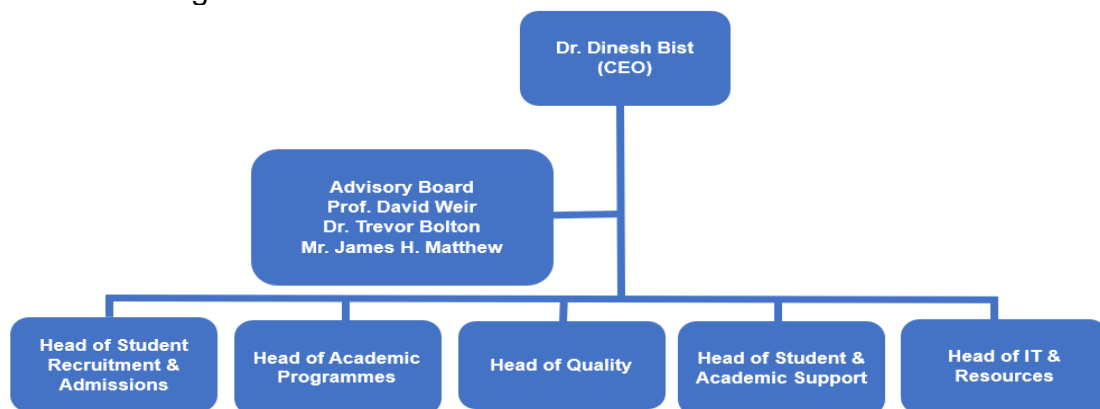 Dr. Dinesh Bist
(CEO)
Advisory Board
Prof. David Weir
Dr. Trevor Bolton
Mr. James H. Matthew
Head of Student
Recruitment &
Admissions
Head of Academic
Programmes
Head of Quality
Head of Student &
Academic Support
Head of IT &
Resources